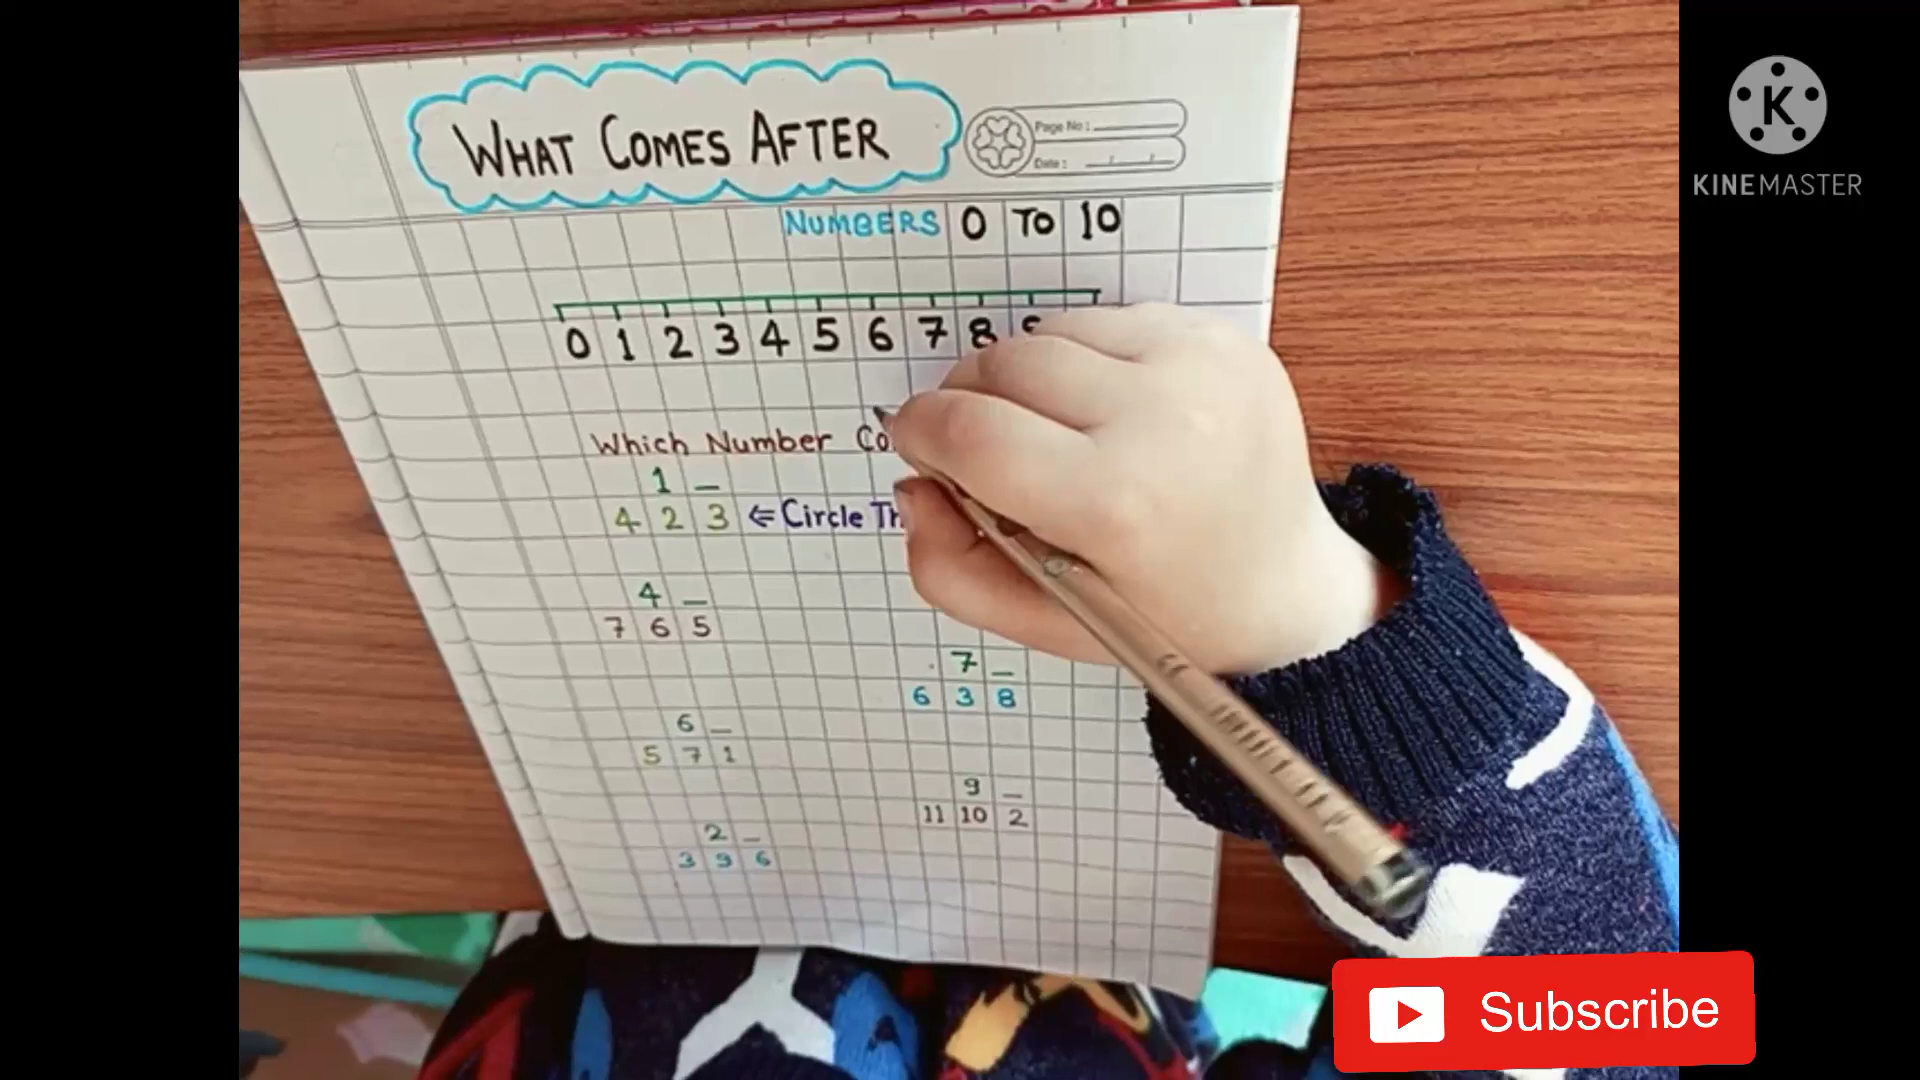 WHAT COMES AFTER
Page No :
Date :
NUMBERS 0 TO 10
0 1 2 3 4 5 6 7 8
Which Number
1 _
4 2 3 ⇐ Circle
4 _
7 6 5
7 _
6 3 8
6 _
5 7 1
9 _
11 10 2
2 _
3 9 6
K
KINEMASTER
Subscribe